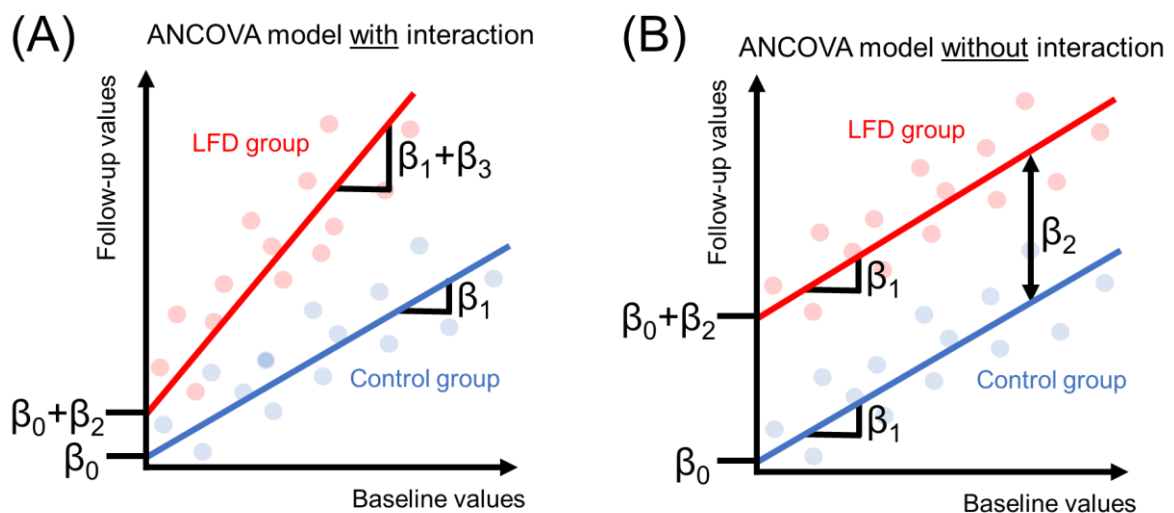 (A)
ANCOVA model with interaction
Follow-up values
LFD group
β₁+β₃
β₁
Control group
β₀+β₂
β₀
Baseline values
(B)
ANCOVA model without interaction
Follow-up values
LFD group
β₂
β₁
β₀+β₂
Control group
β₁
β₀
Baseline values